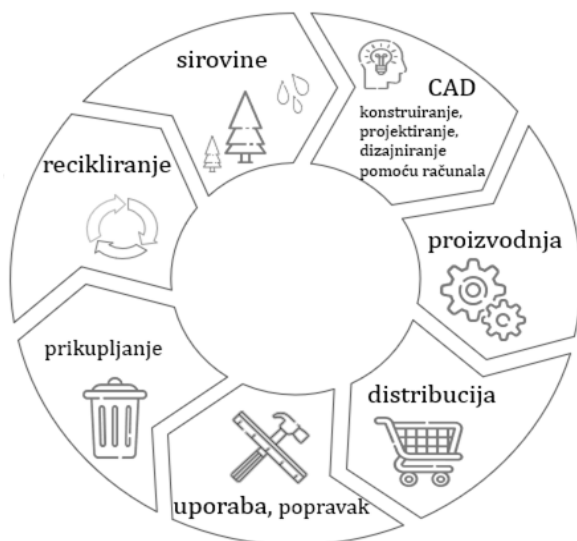 sirovine
CAD
konstruiranje,
projektiranje,
dizajniranje
pomoću računala
proizvodnja
distribucija
uporaba, popravak
prikupljanje
recikliranje